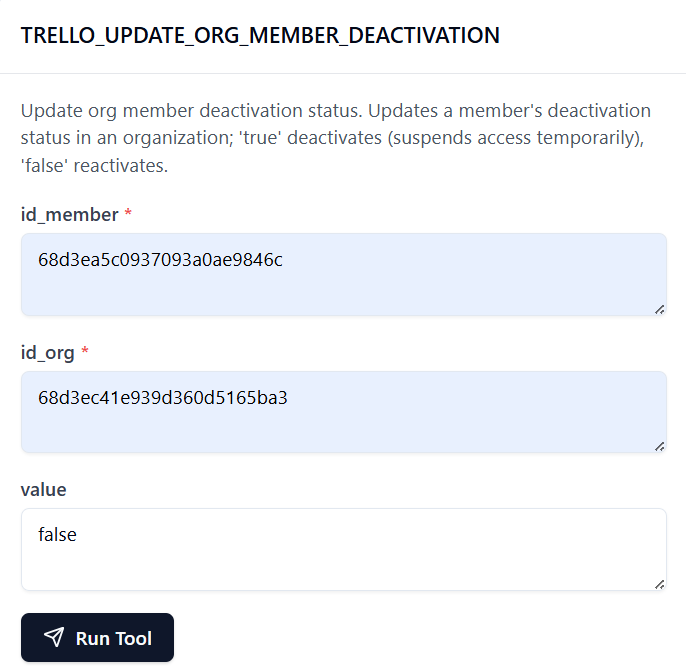 TRELLO_UPDATE_ORG_MEMBER_DEACTIVATION
Update org member deactivation status. Updates a member's deactivation
status in an organization; 'true' deactivates (suspends access temporarily),
'false' reactivates.
id_member *
68d3ea5c0937093a0ae9846c
id_org *
68d3ec41e939d360d5165ba3
value
false
Run Tool